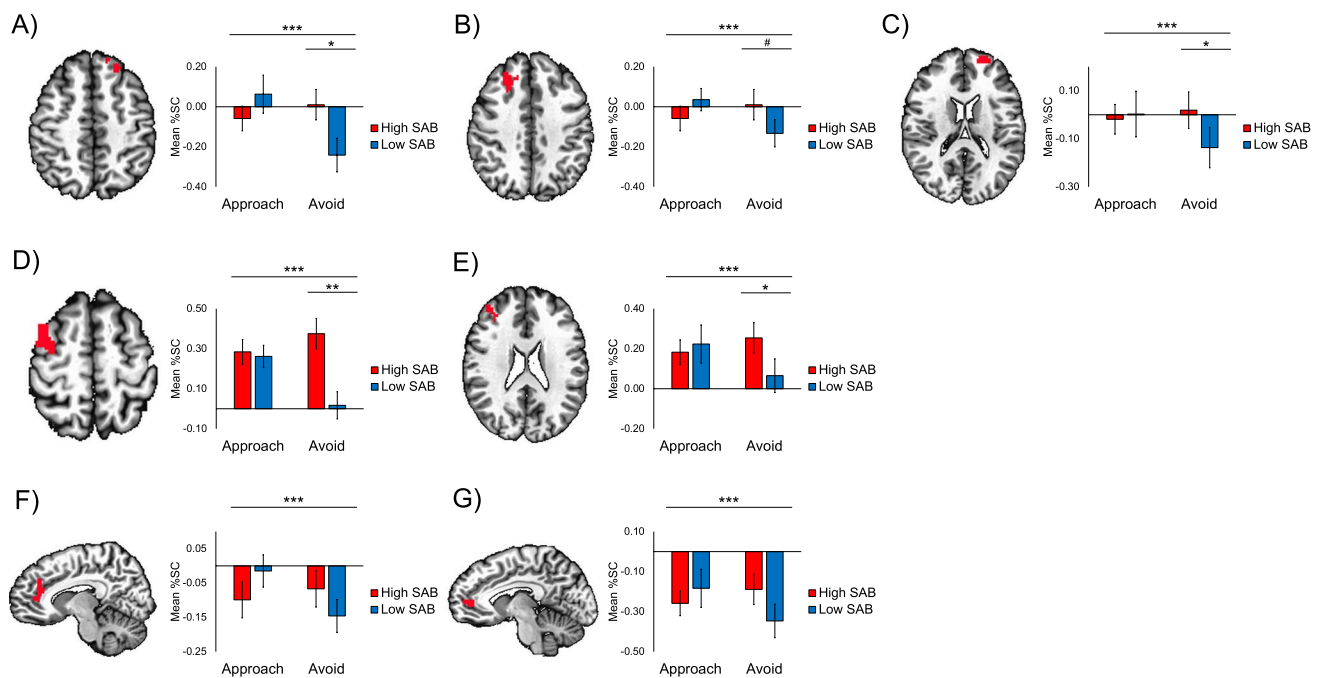 A)
***
*
0.20
0.00
-0.20
-0.40
Mean %SC
Approach Avoid
High SAB
Low SAB
B)
***
#
0.20
0.00
-0.20
-0.40
Mean %SC
Approach Avoid
High SAB
Low SAB
C)
***
*
0.10
-0.10
-0.30
Mean %SC
Approach Avoid
High SAB
Low SAB
D)
***
**
0.50
0.30
0.10
-0.10
Mean %SC
Approach Avoid
High SAB
Low SAB
E)
***
*
0.40
0.20
0.00
-0.20
Mean %SC
Approach Avoid
High SAB
Low SAB
F)
***
0.05
-0.05
-0.15
-0.25
Mean %SC
Approach Avoid
High SAB
Low SAB
G)
***
0.10
-0.10
-0.30
-0.50
Mean %SC
Approach Avoid
High SAB
Low SAB